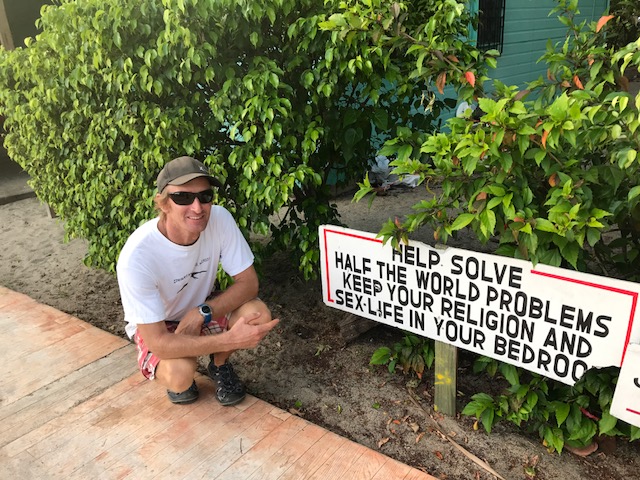 HELP SOLVE
HALF THE WORLD PROBLEMS
KEEP YOUR RELIGION AND
SEX-LIFE IN YOUR BEDROO